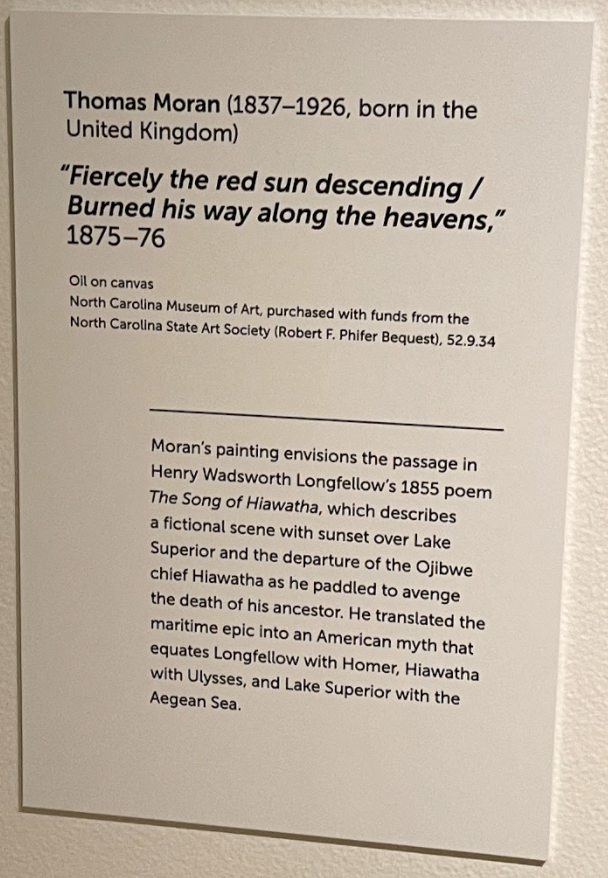 Thomas Moran (1837–1926, born in the
United Kingdom)
“Fiercely the red sun descending /
Burned his way along the heavens,”
1875–76
Oil on canvas
North Carolina Museum of Art, purchased with funds from the
North Carolina State Art Society (Robert F. Phifer Bequest), 52.9.34
Moran’s painting envisions the passage in
Henry Wadsworth Longfellow’s 1855 poem
The Song of Hiawatha, which describes
a fictional scene with sunset over Lake
Superior and the departure of the Ojibwe
chief Hiawatha as he paddled to avenge
the death of his ancestor. He translated the
maritime epic into an American myth that
equates Longfellow with Homer, Hiawatha
with Ulysses, and Lake Superior with the
Aegean Sea.